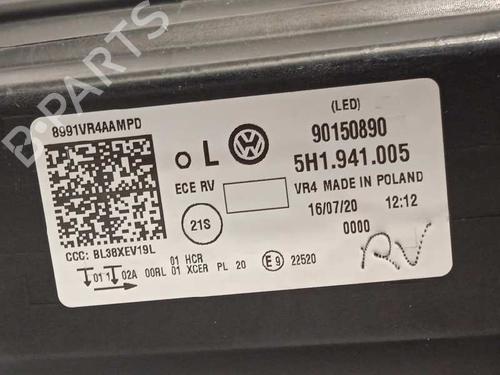 B-PARTS
8991VR4AAMPD
CCC: BL38XEV19L
L
ECE RV
21S
(LED)
90150890
5H1.941.005
VR4 MADE IN POLAND
16/07/20 12:12
0000
RV
01 HCR
01 1 02A 00RL 01 XCER PL 20 E9 22520